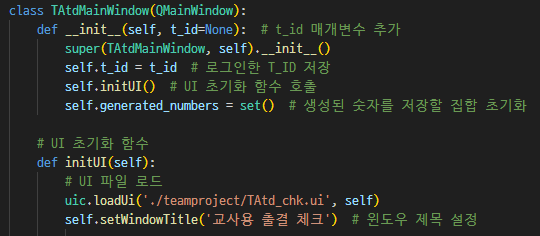 class TAtdMainWindow(QMainWindow):
    def __init__(self, t_id=None):  # t_id 매개변수 추가
        super(TAtdMainWindow, self).__init__()
        self.t_id = t_id  # 로그인한 T_ID 저장
        self.initUI()  # UI 초기화 함수 호출
        self.generated_numbers = set()  # 생성된 숫자를 저장할 집합 초기화

    # UI 초기화 함수
    def initUI(self):
        # UI 파일 로드
        uic.loadUi('./teamproject/TAtd_chk.ui', self)
        self.setWindowTitle('교사용 출결 체크')  # 윈도우 제목 설정